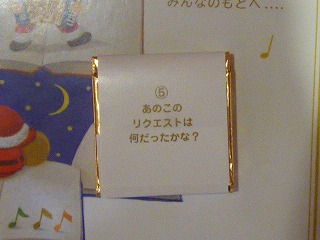 みんなのもとへ‥‥
⑤
あのこの
リクエストは
何だったかな？